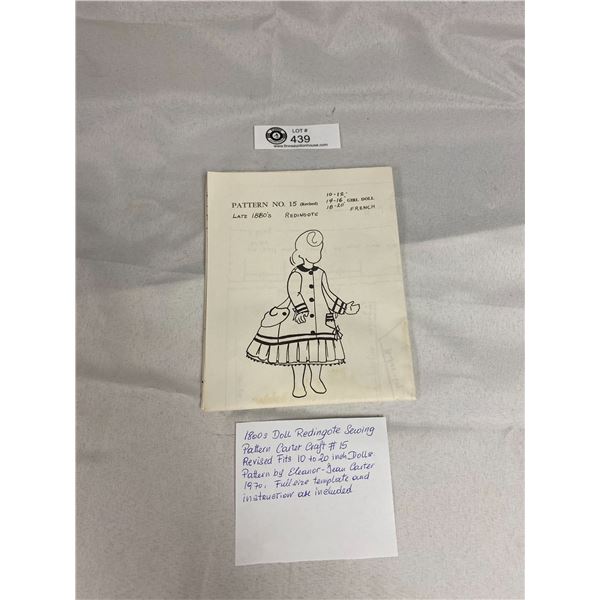 LOT #
439
www.thveauctionhouse.com
10-12
PATTERN NO. 15 (Revised) 14-16 GIRL DOLL
18-20 FRENCH
LATE 1880's REDINGOTE
1800s Doll Redingote Sewing
Pattern Carter Craft #15
Revised Fits 10 to 20 inch Dolls.
Pattern by Eleanor-Jean Carter
1970. Full size template and
instruction are included